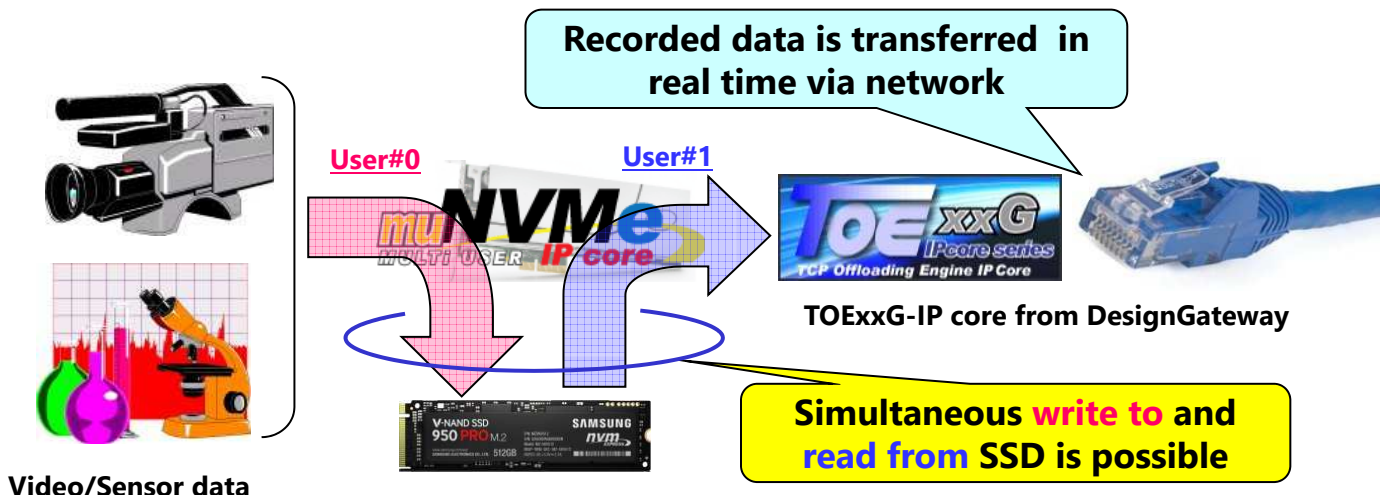 Recorded data is transferred in
real time via network
User#0
User#1
muNVMe
MULTI USER IP core
TOExxG
IPcore series
TCP Offloading Engine IP Core
TOExxG-IP core from DesignGateway
V-NAND SSD
950 PRO M.2
512GB
SAMSUNG
nvm
EXPRESS
Simultaneous write to and
read from SSD is possible
Video/Sensor data